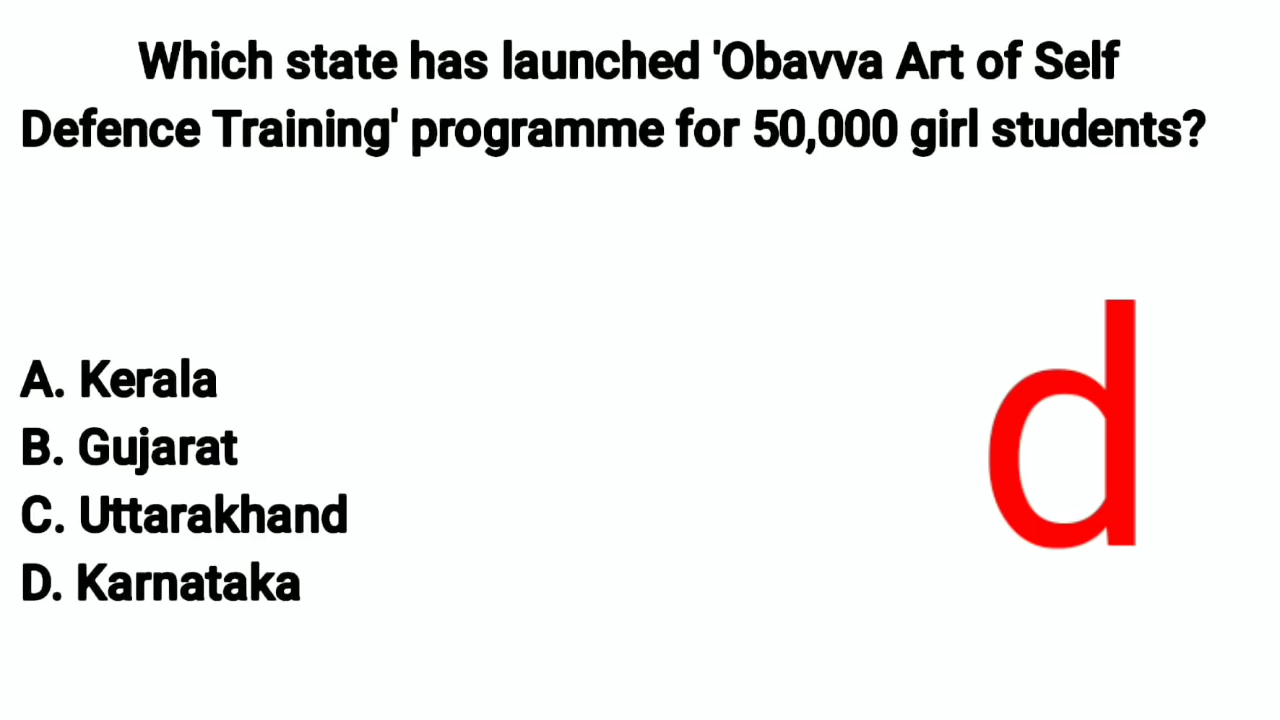 Which state has launched 'Obavva Art of Self
Defence Training' programme for 50,000 girl students?
A. Kerala
B. Gujarat
C. Uttarakhand
D. Karnataka
d